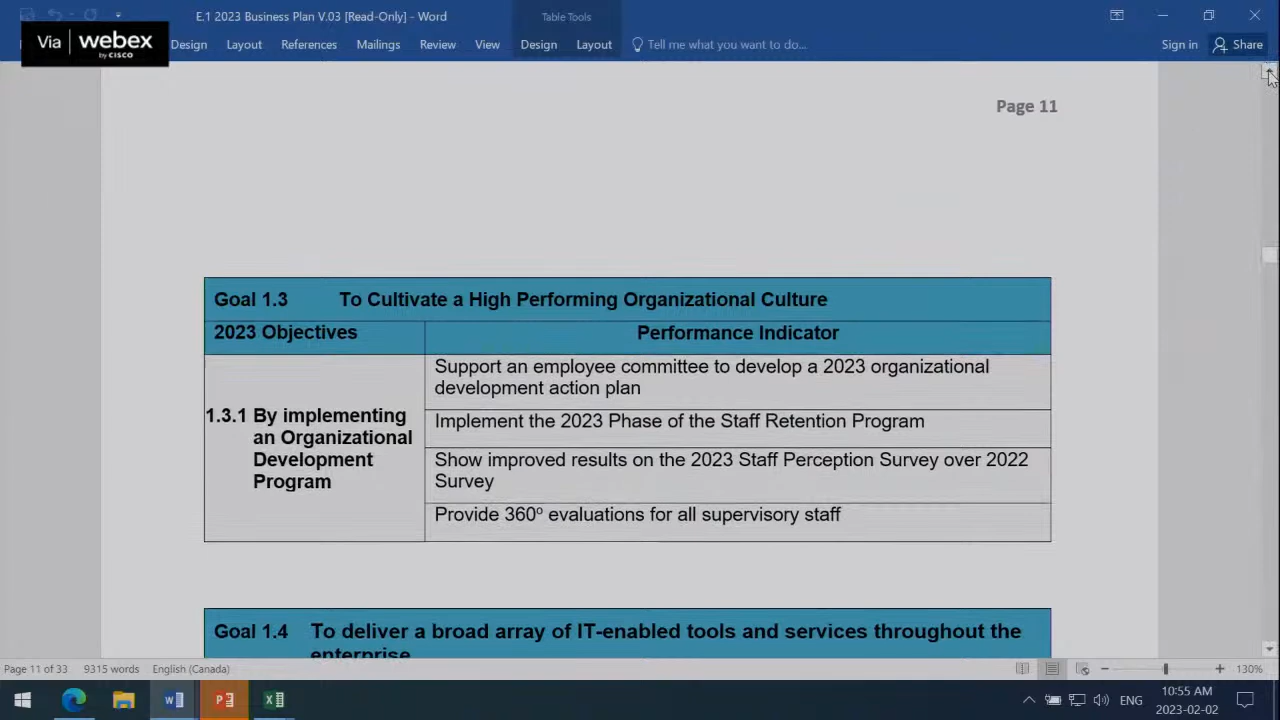 E.1 2023 Business Plan V.03 [Read-Only] - Word
Table Tools
Via webex
by CISCO
Design Layout References Mailings Review View Design Layout Tell me what you want to do... Sign in Share
Page 11
Goal 1.3 To Cultivate a High Performing Organizational Culture
2023 Objectives Performance Indicator
1.3.1 By implementing
an Organizational
Development
Program
Support an employee committee to develop a 2023 organizational
development action plan
Implement the 2023 Phase of the Staff Retention Program
Show improved results on the 2023 Staff Perception Survey over 2022
Survey
Provide 360º evaluations for all supervisory staff
Goal 1.4 To deliver a broad array of IT-enabled tools and services throughout the
enterprise
Page 11 of 33 9315 words English (Canada) 130%
ENG
10:55 AM
2023-02-02